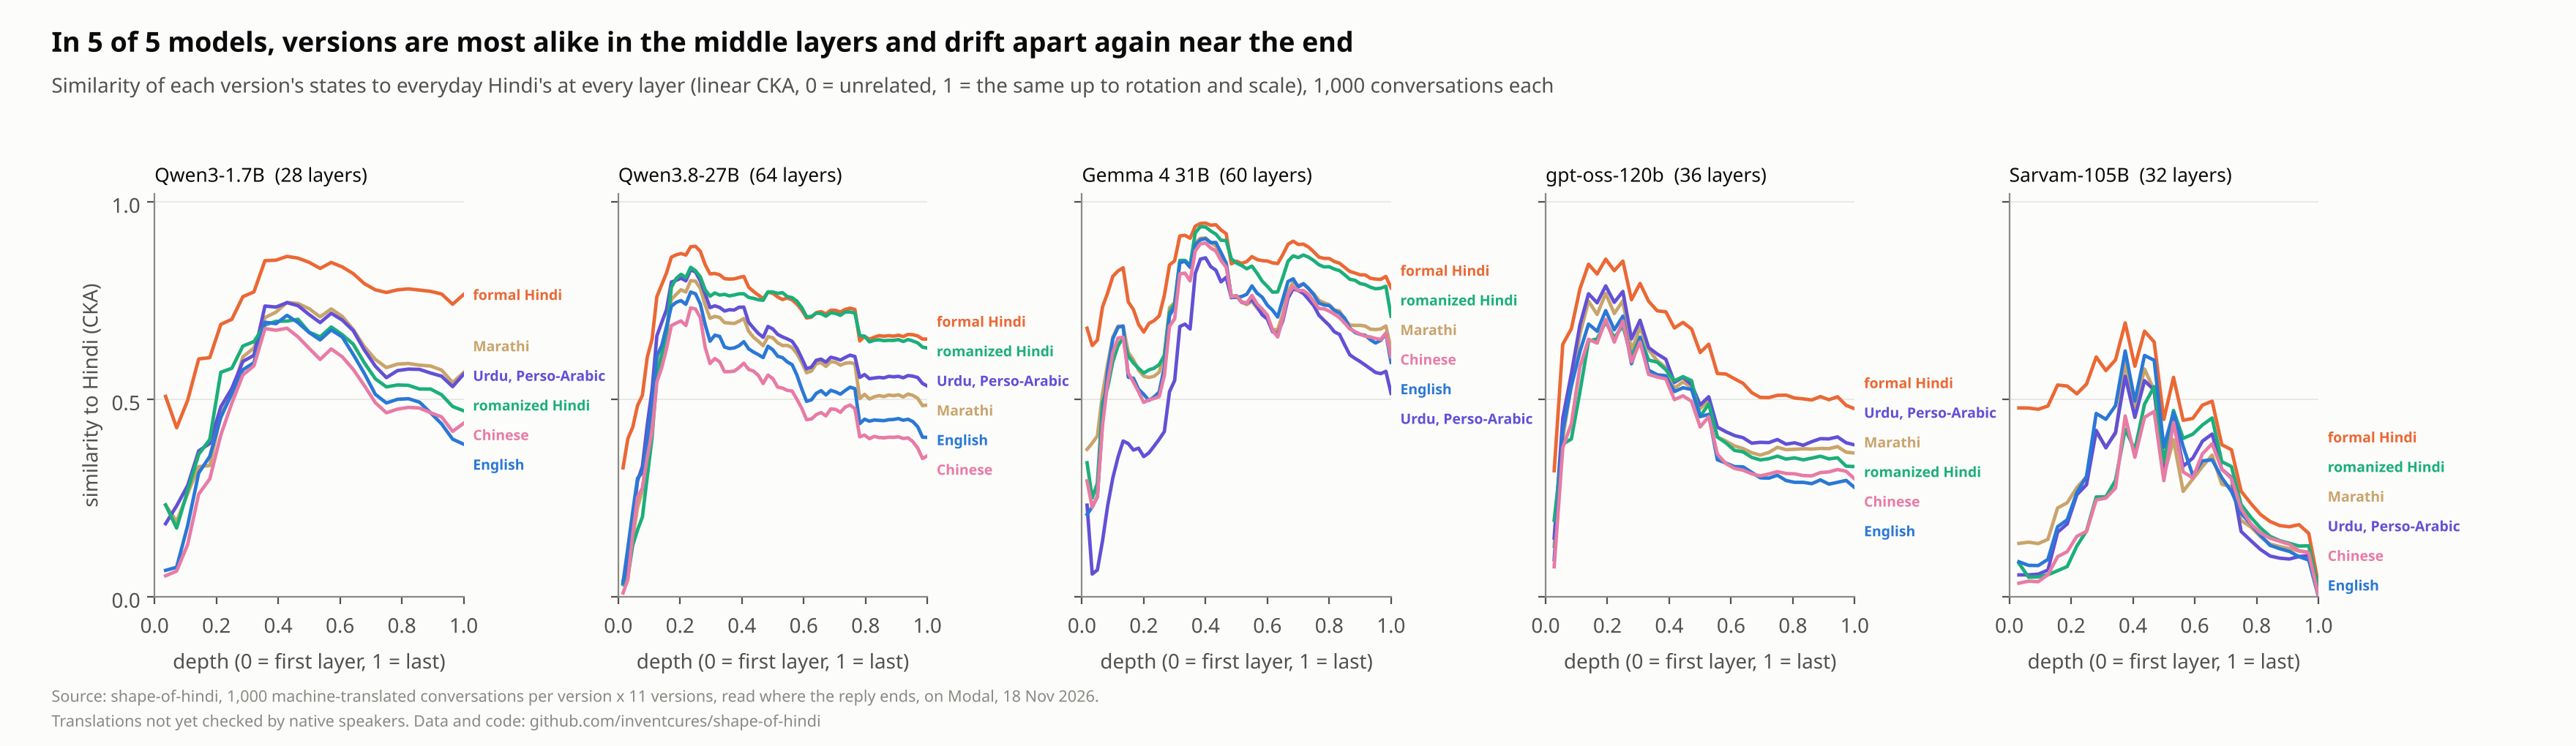 In 5 of 5 models, versions are most alike in the middle layers and drift apart again near the end
Similarity of each version's states to everyday Hindi's at every layer (linear CKA, 0 = unrelated, 1 = the same up to rotation and scale), 1,000 conversations each
similarity to Hindi (CKA)
1.0
0.5
0.0
Qwen3-1.7B (28 layers)
formal Hindi
Marathi
Urdu, Perso-Arabic
romanized Hindi
Chinese
English
0.0 0.2 0.4 0.6 0.8 1.0
depth (0 = first layer, 1 = last)
Qwen3.8-27B (64 layers)
formal Hindi
romanized Hindi
Urdu, Perso-Arabic
Marathi
English
Chinese
0.0 0.2 0.4 0.6 0.8 1.0
depth (0 = first layer, 1 = last)
Gemma 4 31B (60 layers)
formal Hindi
romanized Hindi
Marathi
Chinese
English
Urdu, Perso-Arabic
0.0 0.2 0.4 0.6 0.8 1.0
depth (0 = first layer, 1 = last)
gpt-oss-120b (36 layers)
formal Hindi
Urdu, Perso-Arabic
Marathi
romanized Hindi
Chinese
English
0.0 0.2 0.4 0.6 0.8 1.0
depth (0 = first layer, 1 = last)
Sarvam-105B (32 layers)
formal Hindi
romanized Hindi
Marathi
Urdu, Perso-Arabic
Chinese
English
0.0 0.2 0.4 0.6 0.8 1.0
depth (0 = first layer, 1 = last)
Source: shape-of-hindi, 1,000 machine-translated conversations per version x 11 versions, read where the reply ends, on Modal, 18 Nov 2026.
Translations not yet checked by native speakers. Data and code: github.com/inventcures/shape-of-hindi